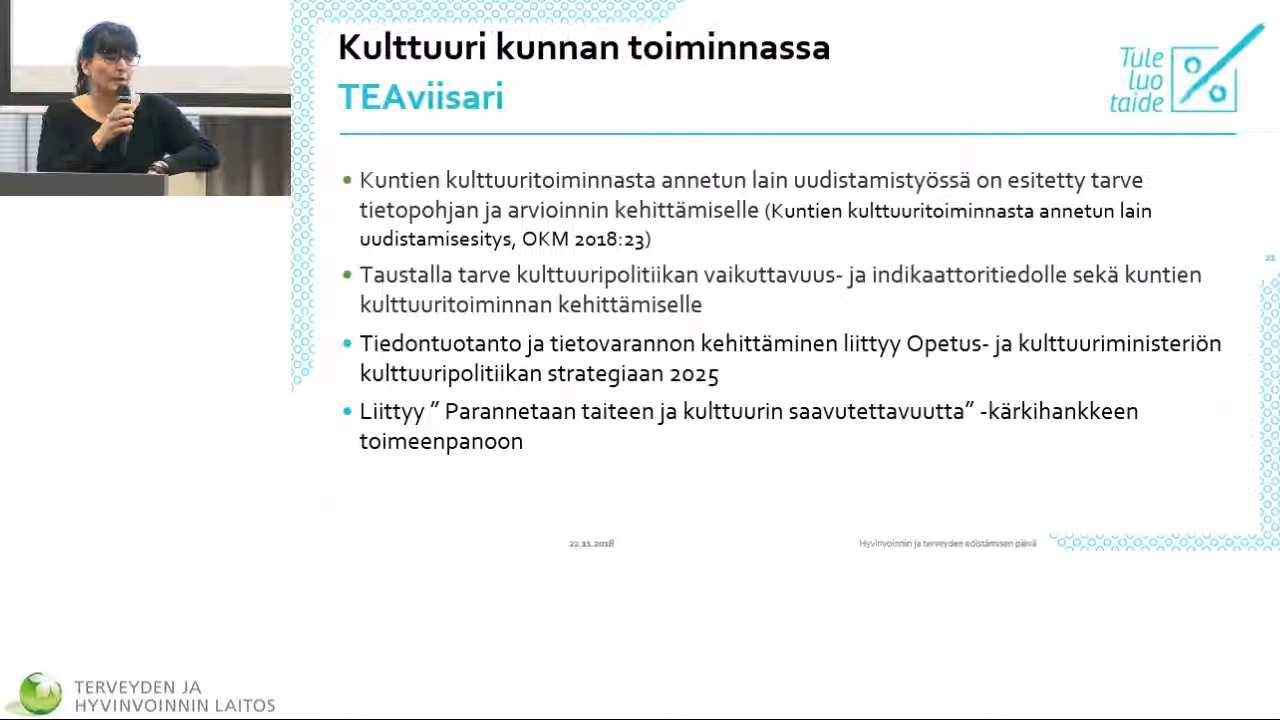 Kulttuuri kunnan toiminnassa
TEAviisari
Tule
luo
taide
%
• Kuntien kulttuuritoiminnasta annetun lain uudistamistyössä on esitetty tarve
tietopohjan ja arvioinnin kehittämiselle (Kuntien kulttuuritoiminnasta annetun lain
uudistamisesitys, OKM 2018:23)
• Taustalla tarve kulttuuripolitiikan vaikuttavuus- ja indikaattoritiedolle sekä kuntien
kulttuuritoiminnan kehittämiselle
• Tiedontuotanto ja tietovarannon kehittäminen liittyy Opetus- ja kulttuuriministeriön
kulttuuripolitiikan strategiaan 2025
• Liittyy ” Parannetaan taiteen ja kulttuurin saavutettavuutta” -kärkihankkeen
toimeenpanoon
22.11.2018
Hyvinvoinnin ja terveyden edistämisen päivä
TERVEYDEN JA
HYVINVOINNIN LAITOS